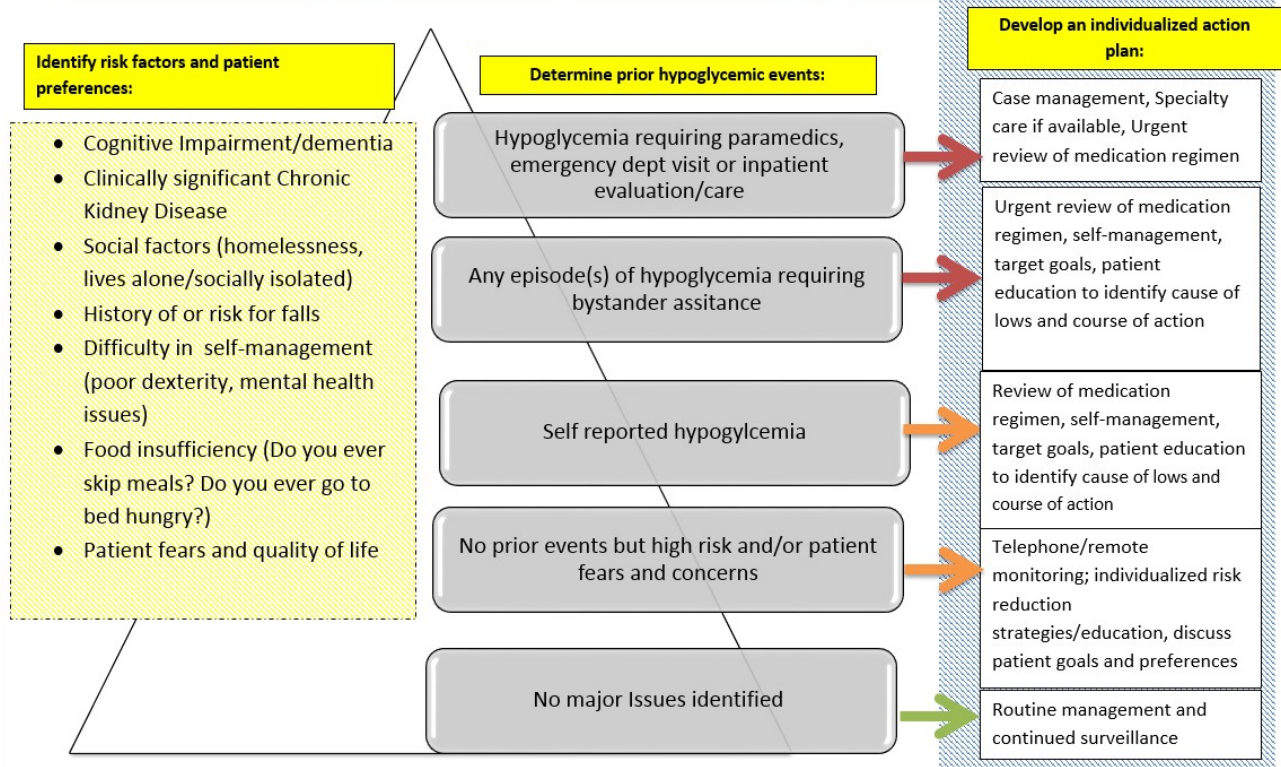 Identify risk factors and patient
preferences:
• Cognitive Impairment/dementia
• Clinically significant Chronic
Kidney Disease
• Social factors (homelessness,
lives alone/socially isolated)
• History of or risk for falls
• Difficulty in self-management
(poor dexterity, mental health
issues)
• Food insufficiency (Do you ever
skip meals? Do you ever go to
bed hungry?)
• Patient fears and quality of life
Determine prior hypoglycemic events:
Hypoglycemia requiring paramedics,
emergency dept visit or inpatient
evaluation/care
Any episode(s) of hypoglycemia requiring
bystander assitance
Self reported hypogylcemia
No prior events but high risk and/or patient
fears and concerns
No major Issues identified
Develop an individualized action
plan:
Case management, Specialty
care if available, Urgent
review of medication regimen
Urgent review of medication
regimen, self-management,
target goals, patient
education to identify cause of
lows and course of action
Review of medication
regimen, self-management,
target goals, patient education
to identify cause of lows and
course of action
Telephone/remote
monitoring; individualized risk
reduction
strategies/education, discuss
patient goals and preferences
Routine management and
continued surveillance